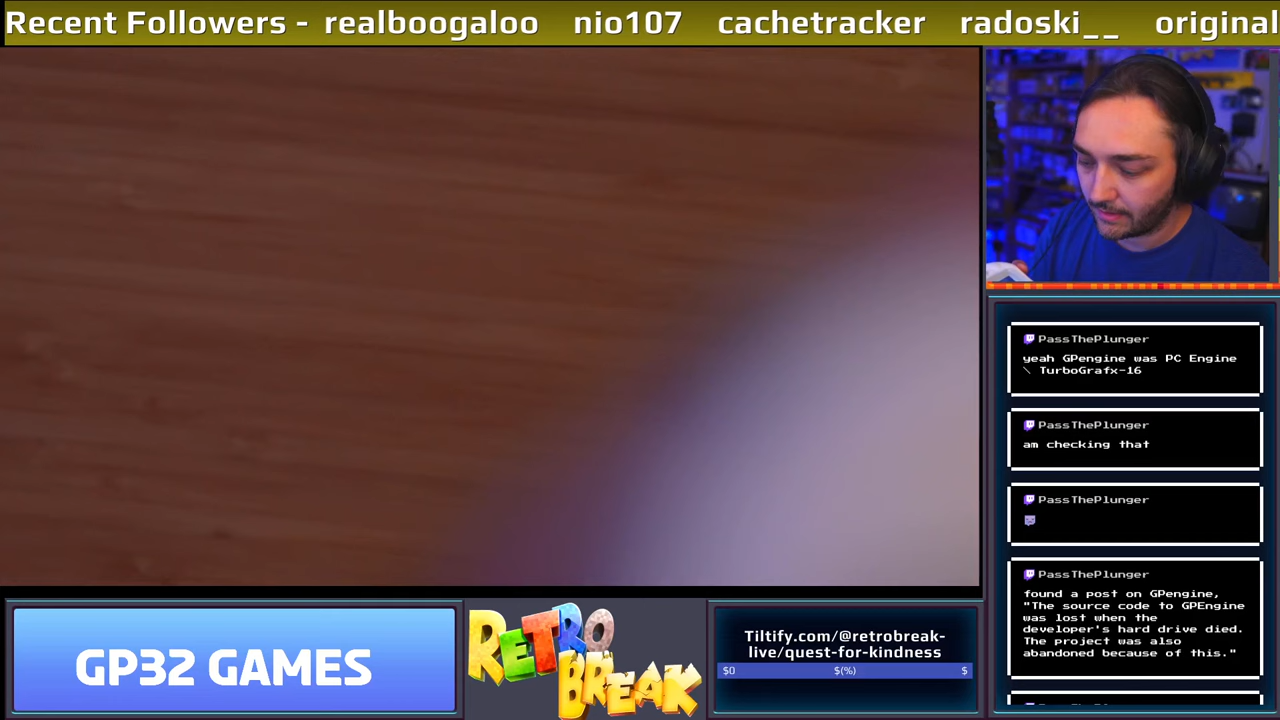 Recent Followers - realboogaloo nio107 cachetracker radoski__ original
PassThePlunger
yeah GPengine was PC Engine
\ TurboGrafx-16
PassThePlunger
am checking that
PassThePlunger
PassThePlunger
found a post on GPengine,
"The source code to GPEngine
was lost when the
developer's hard drive died.
The project was also
abandoned because of this."
GP32 GAMES
RETRO
BREAK
Tiltify.com/@retrobreak-
live/quest-for-kindness
$0 $(%) $